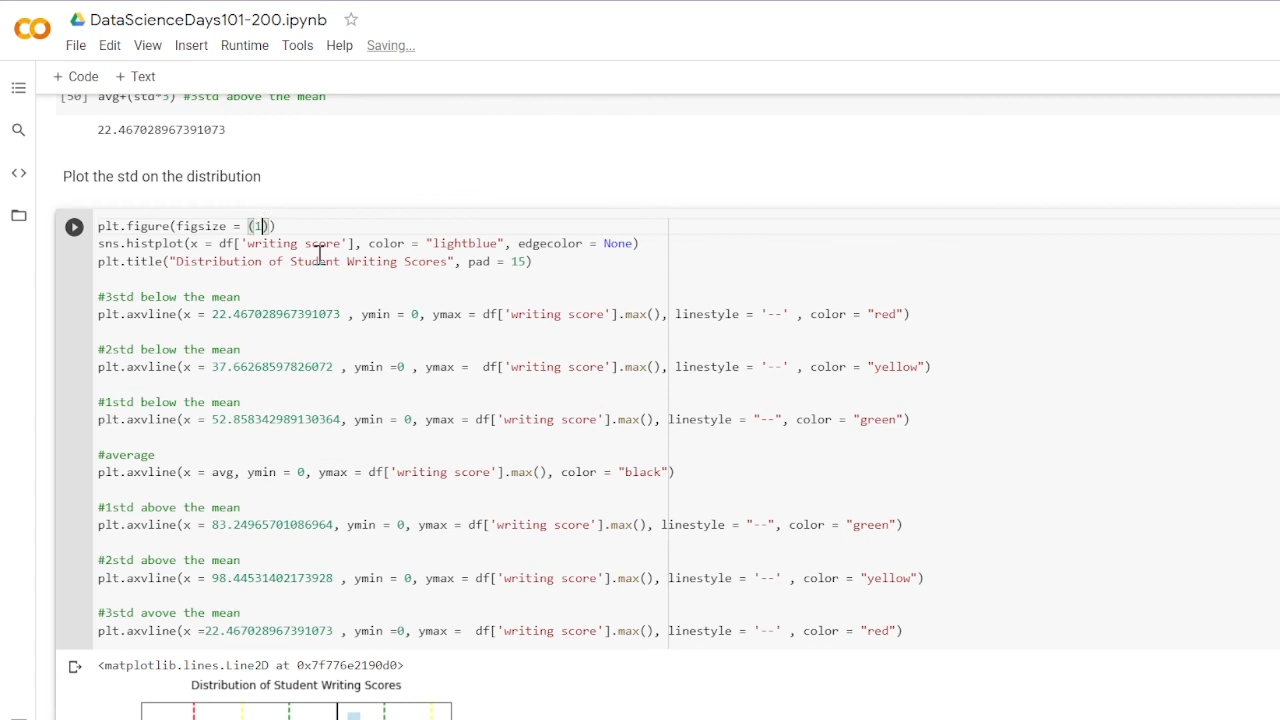 DataScienceDays101-200.ipynb
File Edit View Insert Runtime Tools Help Saving...
+ Code + Text
[50] avg+(std*3) #3std above the mean
22.467028967391073
Plot the std on the distribution
plt.figure(figsize = (1))
sns.histplot(x = df['writing score'], color = "lightblue", edgecolor = None)
plt.title("Distribution of Student Writing Scores", pad = 15)
#3std below the mean
plt.axvline(x = 22.467028967391073 , ymin = 0, ymax = df['writing score'].max(), linestyle = '--' , color = "red")
#2std below the mean
plt.axvline(x = 37.66268597826072 , ymin =0 , ymax =  df['writing score'].max(), linestyle = '--' , color = "yellow")
#1std below the mean
plt.axvline(x = 52.858342989130364, ymin = 0, ymax = df['writing score'].max(), linestyle = "--", color = "green")
#average
plt.axvline(x = avg, ymin = 0, ymax = df['writing score'].max(), color = "black")
#1std above the mean
plt.axvline(x = 83.24965701086964, ymin = 0, ymax = df['writing score'].max(), linestyle = "--", color = "green")
#2std above the mean
plt.axvline(x = 98.44531402173928 , ymin = 0, ymax = df['writing score'].max(), linestyle = '--' , color = "yellow")
#3std avove the mean
plt.axvline(x =22.467028967391073 , ymin =0, ymax =  df['writing score'].max(), linestyle = '--' , color = "red")
<matplotlib.lines.Line2D at 0x7f776e2190d0>
Distribution of Student Writing Scores